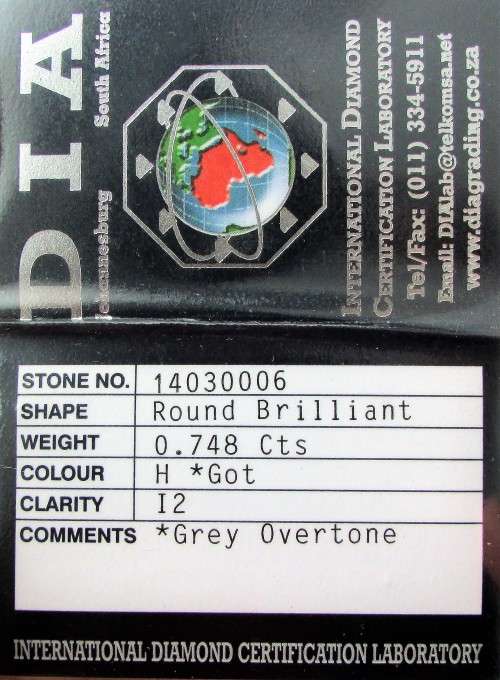 DIA
Johannesburg South Africa
INTERNATIONAL DIAMOND
CERTIFICATION LABORATORY
Tel/Fax: (011) 334-5911
Email: DIAlab@telkomsa.net
www.diagrading.co.za
STONE NO. 14030006
SHAPE Round Brilliant
WEIGHT 0.748 Cts
COLOUR H *Got
CLARITY I2
COMMENTS *Grey Overtone
INTERNATIONAL DIAMOND CERTIFICATION LABORATORY